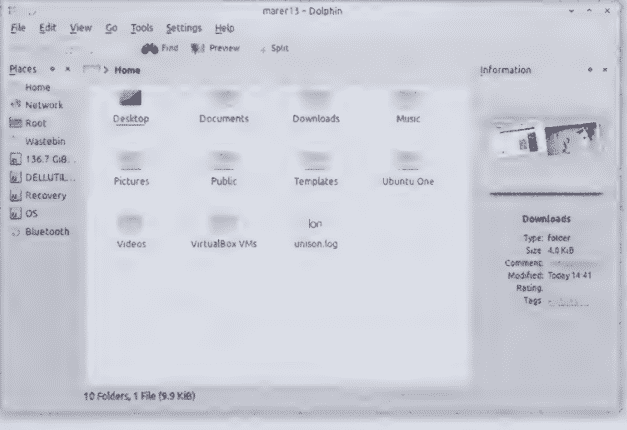 marer13 – Dolphin
File Edit View Go Tools Settings Help
Find Preview Split
Places
Home
Network
Root
Wastebin
136.7 GiB...
DELLUTIL...
Recovery
OS
Bluetooth
Home
Desktop Documents Downloads Music
Pictures Public Templates Ubuntu One
Videos VirtualBox VMs unison.log
10 Folders, 1 File (9.9 KiB)
Information
Downloads
Type: folder
Size: 4.0 KiB
Comment:
Modified: Today 14:41
Rating:
Tags